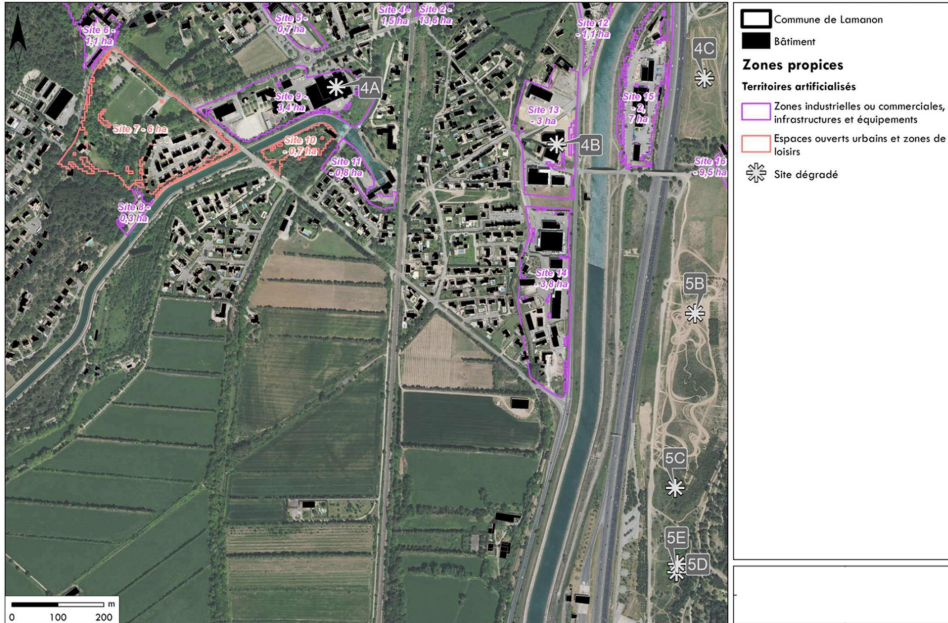 Site 6 -
1,1 ha
Site 5 -
0,7 ha
Site 4 -
1,5 ha
Site 2 -
13,6 ha
Site 12
- 1,1 ha
4C
Site 9 -
1,4 ha
4A
Site 13
- 3 ha
Site 15
- 2,
7 ha
Site 7 - 6 ha
Site 10
- 0,7 ha
4B
Site 11
- 0,8 ha
Site 16
- 9,5 ha
Site 8 -
0,3 ha
Site 14
- 3,8 ha
5B
5C
5E
5D
m
0 100 200
Commune de Lamanon
Bâtiment
Zones propices
Territoires artificialisés
Zones industrielles ou commerciales,
infrastructures et équipements
Espaces ouverts urbains et zones de
loisirs
Site dégradé